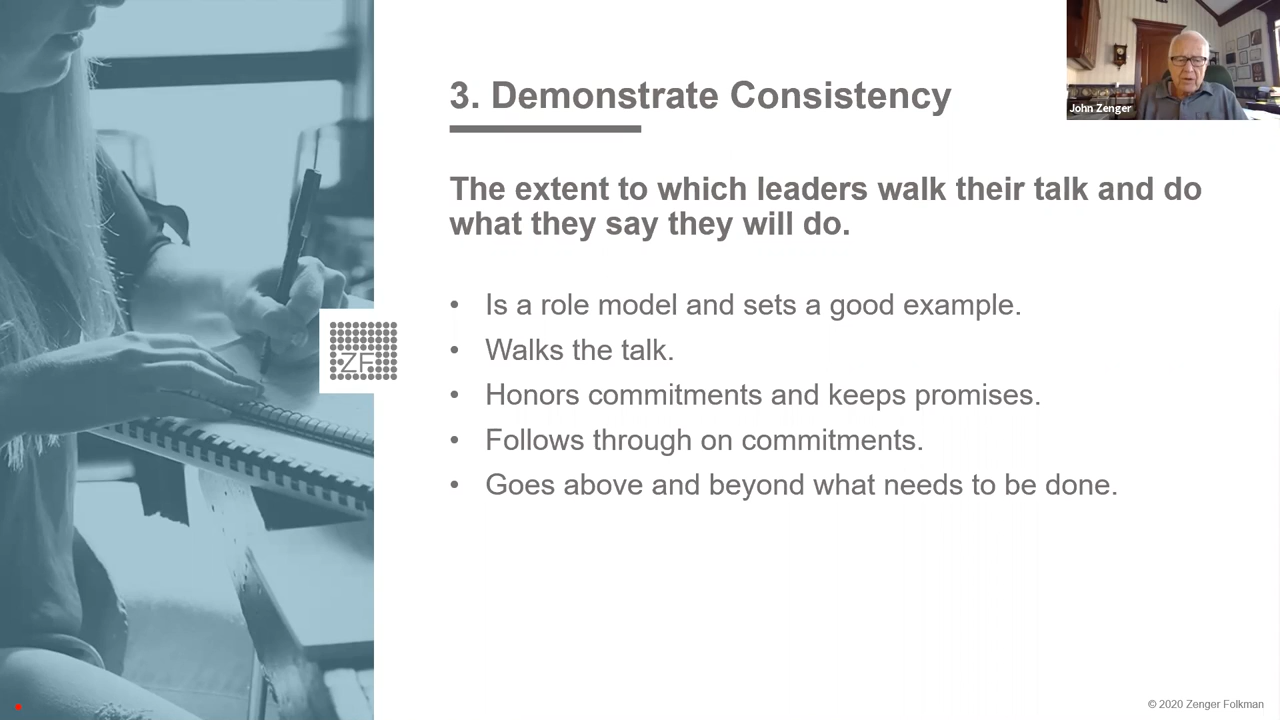 3. Demonstrate Consistency
John Zenger
The extent to which leaders walk their talk and do
what they say they will do.
• Is a role model and sets a good example.
• Walks the talk.
• Honors commitments and keeps promises.
• Follows through on commitments.
• Goes above and beyond what needs to be done.
ZF
© 2020 Zenger Folkman